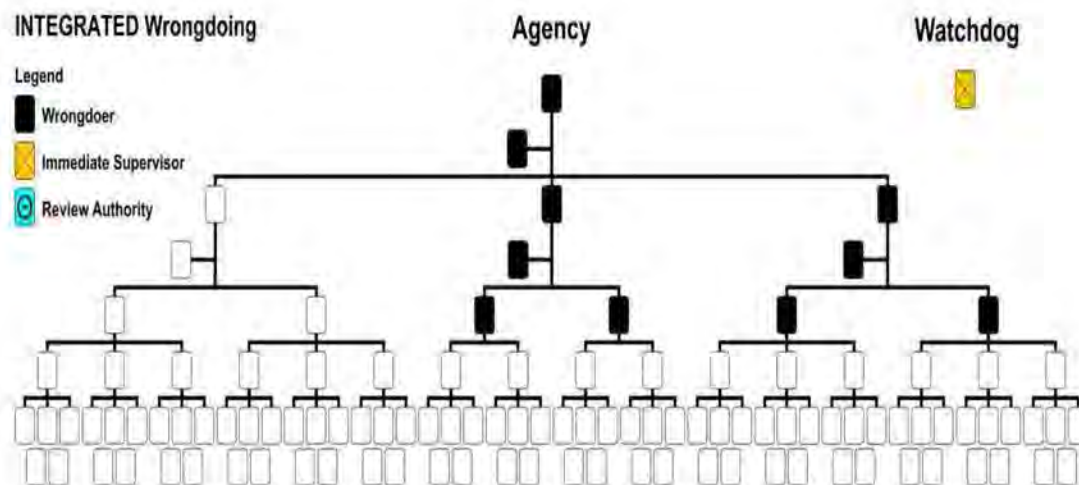 INTEGRATED Wrongdoing
Agency
Watchdog
Legend
Wrongdoer
Immediate Supervisor
Review Authority